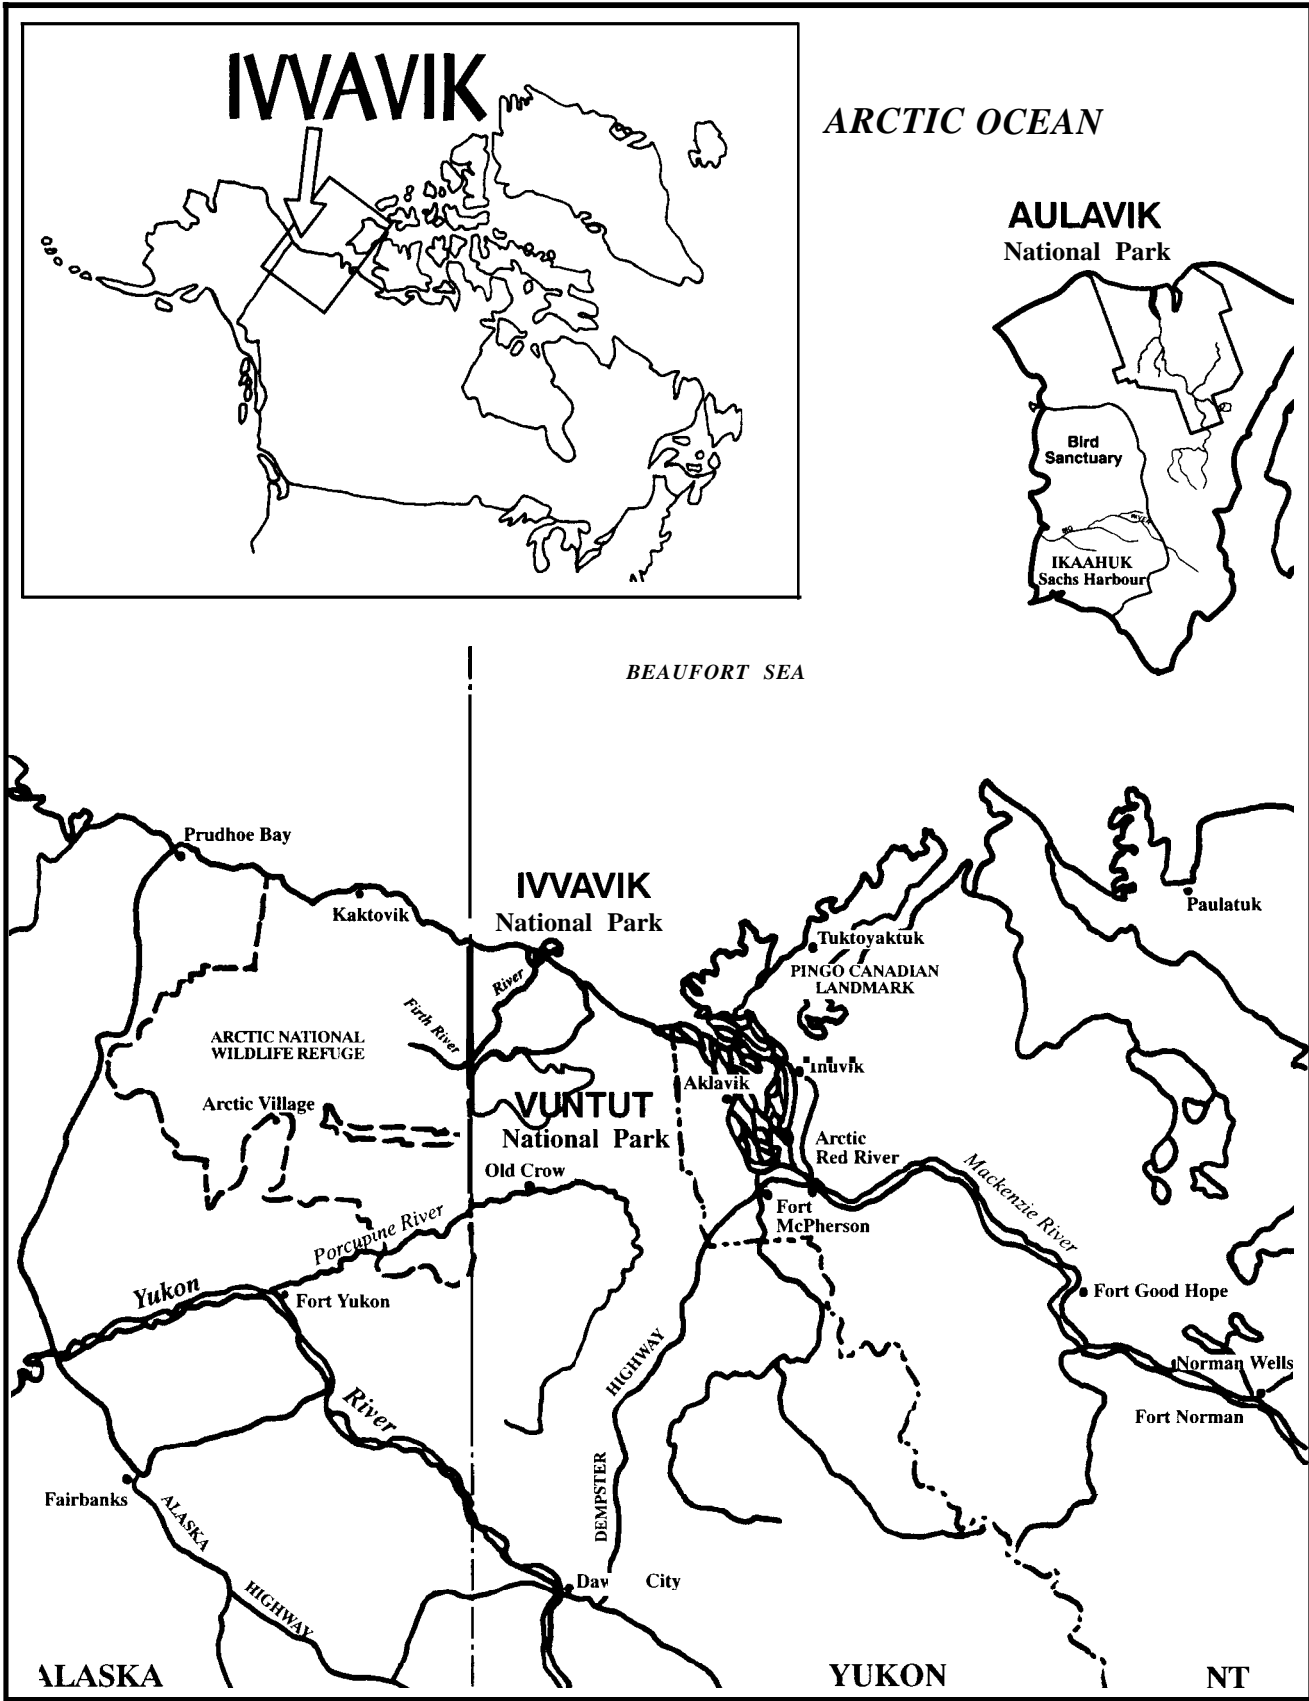 IVVAVIK
ARCTIC OCEAN
AULAVIK
National Park
Bird
Sanctuary
RIVER
IKAAHUK
Sachs Harbour
BEAUFORT SEA
Prudhoe Bay
Kaktovik
IVVAVIK
National Park
Paulatuk
Tuktoyaktuk
PINGO CANADIAN
LANDMARK
River
Firth River
ARCTIC NATIONAL
WILDLIFE REFUGE
Inuvik
Aklavik
Arctic Village
VUNTUT
National Park
Arctic
Red River
Old Crow
Mackenzie River
Fort
McPherson
Porcupine River
Yukon
Fort Yukon
Fort Good Hope
HIGHWAY
Norman Wells
River
Fort Norman
DEMPSTER
Fairbanks
ALASKA
HIGHWAY
City
ALASKA
YUKON
NT